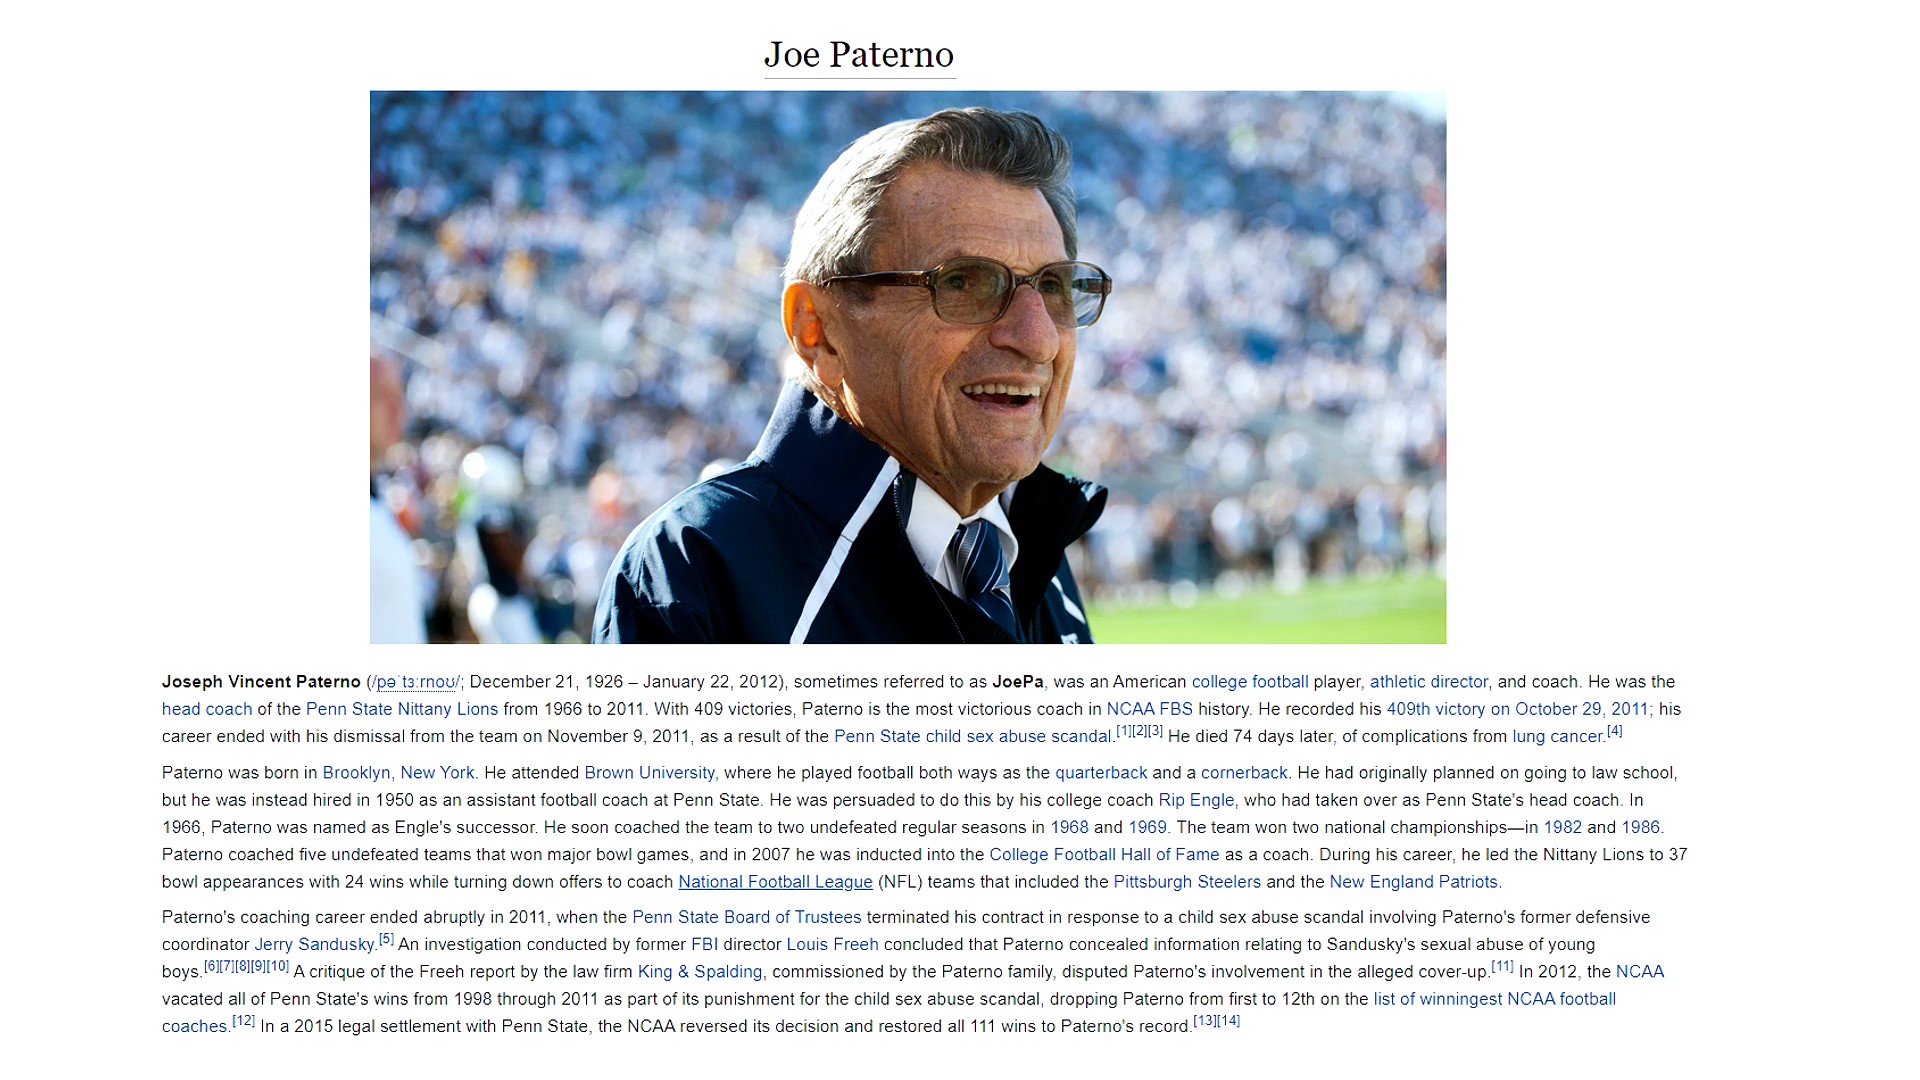 Joe Paterno
Joseph Vincent Paterno (/pəˈtɜːrnoʊ/; December 21, 1926 – January 22, 2012), sometimes referred to as JoePa, was an American college football player, athletic director, and coach. He was the
head coach of the Penn State Nittany Lions from 1966 to 2011. With 409 victories, Paterno is the most victorious coach in NCAA FBS history. He recorded his 409th victory on October 29, 2011; his
career ended with his dismissal from the team on November 9, 2011, as a result of the Penn State child sex abuse scandal.[1][2][3] He died 74 days later, of complications from lung cancer.[4]
Paterno was born in Brooklyn, New York. He attended Brown University, where he played football both ways as the quarterback and a cornerback. He had originally planned on going to law school,
but he was instead hired in 1950 as an assistant football coach at Penn State. He was persuaded to do this by his college coach Rip Engle, who had taken over as Penn State's head coach. In
1966, Paterno was named as Engle's successor. He soon coached the team to two undefeated regular seasons in 1968 and 1969. The team won two national championships—in 1982 and 1986.
Paterno coached five undefeated teams that won major bowl games, and in 2007 he was inducted into the College Football Hall of Fame as a coach. During his career, he led the Nittany Lions to 37
bowl appearances with 24 wins while turning down offers to coach National Football League (NFL) teams that included the Pittsburgh Steelers and the New England Patriots.
Paterno's coaching career ended abruptly in 2011, when the Penn State Board of Trustees terminated his contract in response to a child sex abuse scandal involving Paterno's former defensive
coordinator Jerry Sandusky.[5] An investigation conducted by former FBI director Louis Freeh concluded that Paterno concealed information relating to Sandusky's sexual abuse of young
boys.[6][7][8][9][10] A critique of the Freeh report by the law firm King & Spalding, commissioned by the Paterno family, disputed Paterno's involvement in the alleged cover-up.[11] In 2012, the NCAA
vacated all of Penn State's wins from 1998 through 2011 as part of its punishment for the child sex abuse scandal, dropping Paterno from first to 12th on the list of winningest NCAA football
coaches.[12] In a 2015 legal settlement with Penn State, the NCAA reversed its decision and restored all 111 wins to Paterno's record.[13][14]